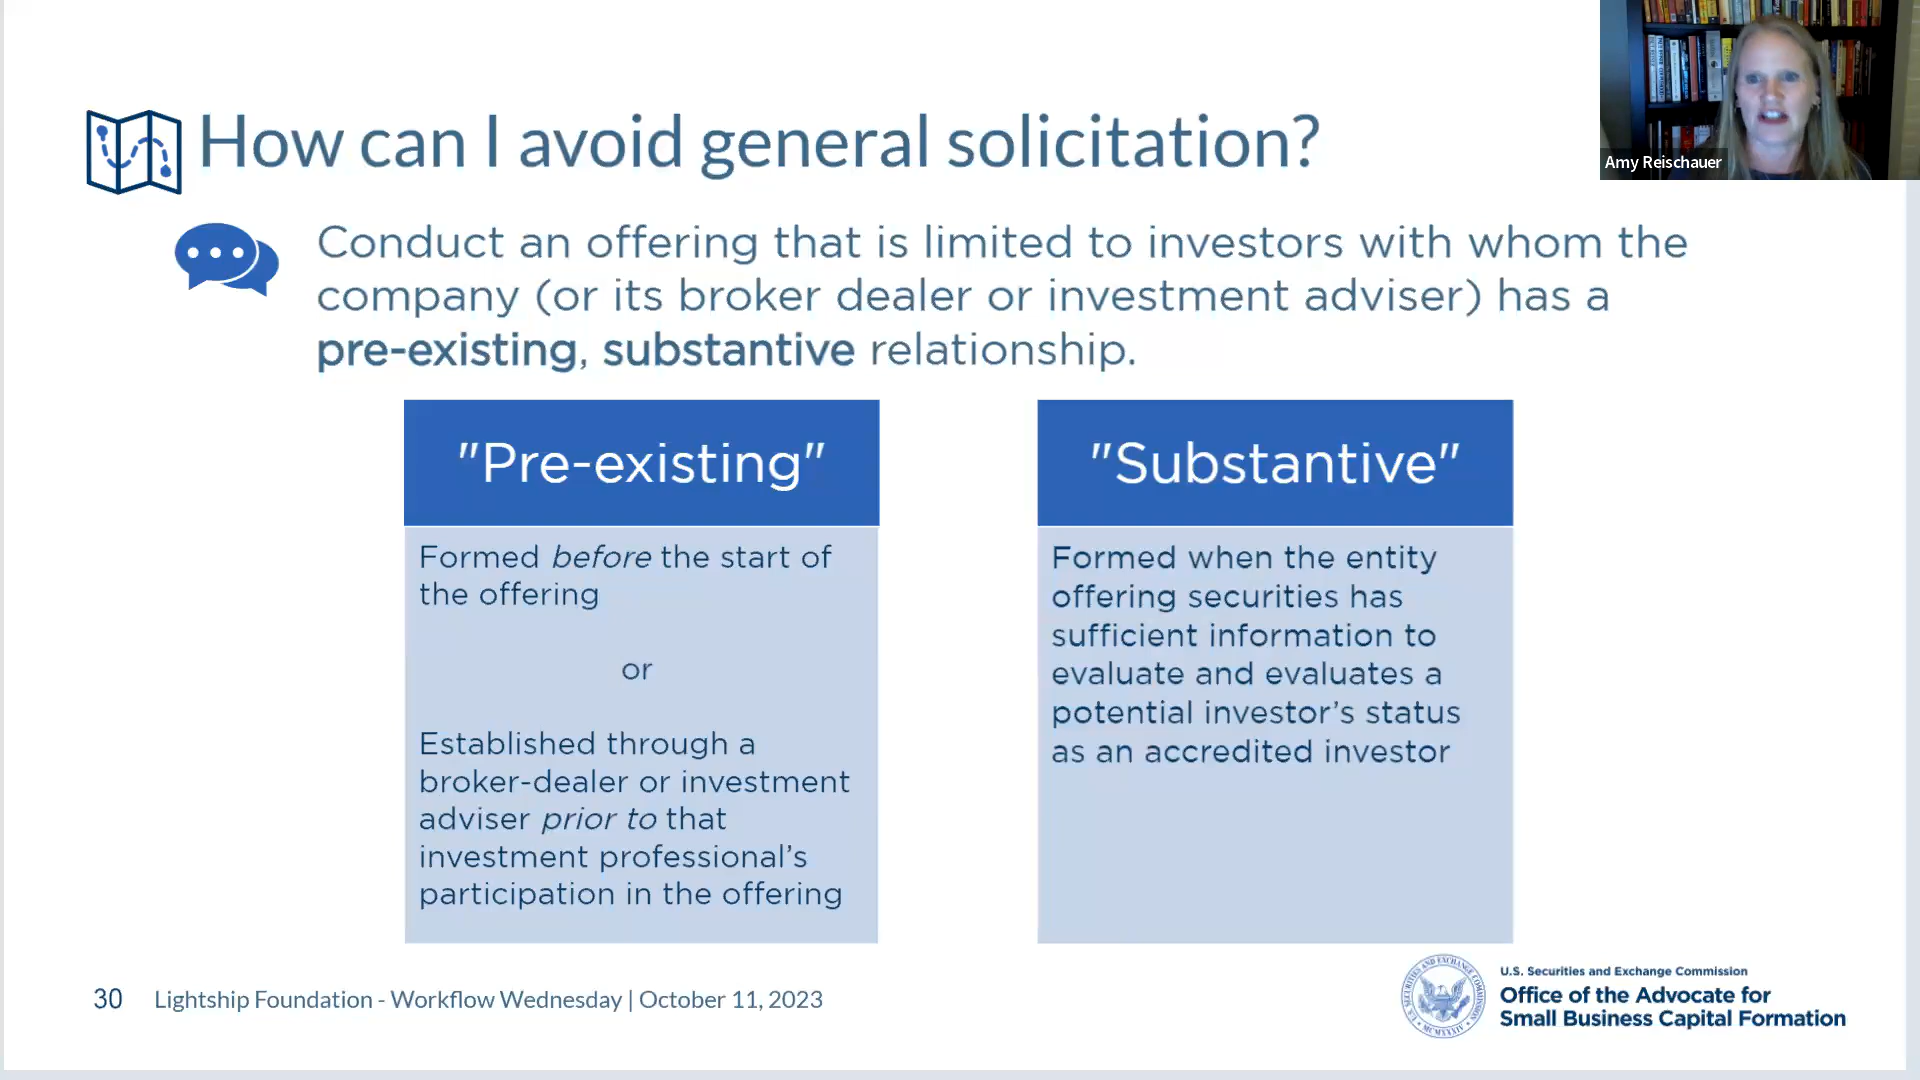 How can I avoid general solicitation?
Amy Reischauer
Conduct an offering that is limited to investors with whom the
company (or its broker dealer or investment adviser) has a
pre-existing, substantive relationship.
"Pre-existing"
Formed before the start of
the offering
or
Established through a
broker-dealer or investment
adviser prior to that
investment professional’s
participation in the offering
"Substantive"
Formed when the entity
offering securities has
sufficient information to
evaluate and evaluates a
potential investor’s status
as an accredited investor
30 Lightship Foundation - Workflow Wednesday | October 11, 2023
U.S. Securities and Exchange Commission
Office of the Advocate for
Small Business Capital Formation
U.S. SECURITIES AND EXCHANGE COMMISSION
MCMXXXIV